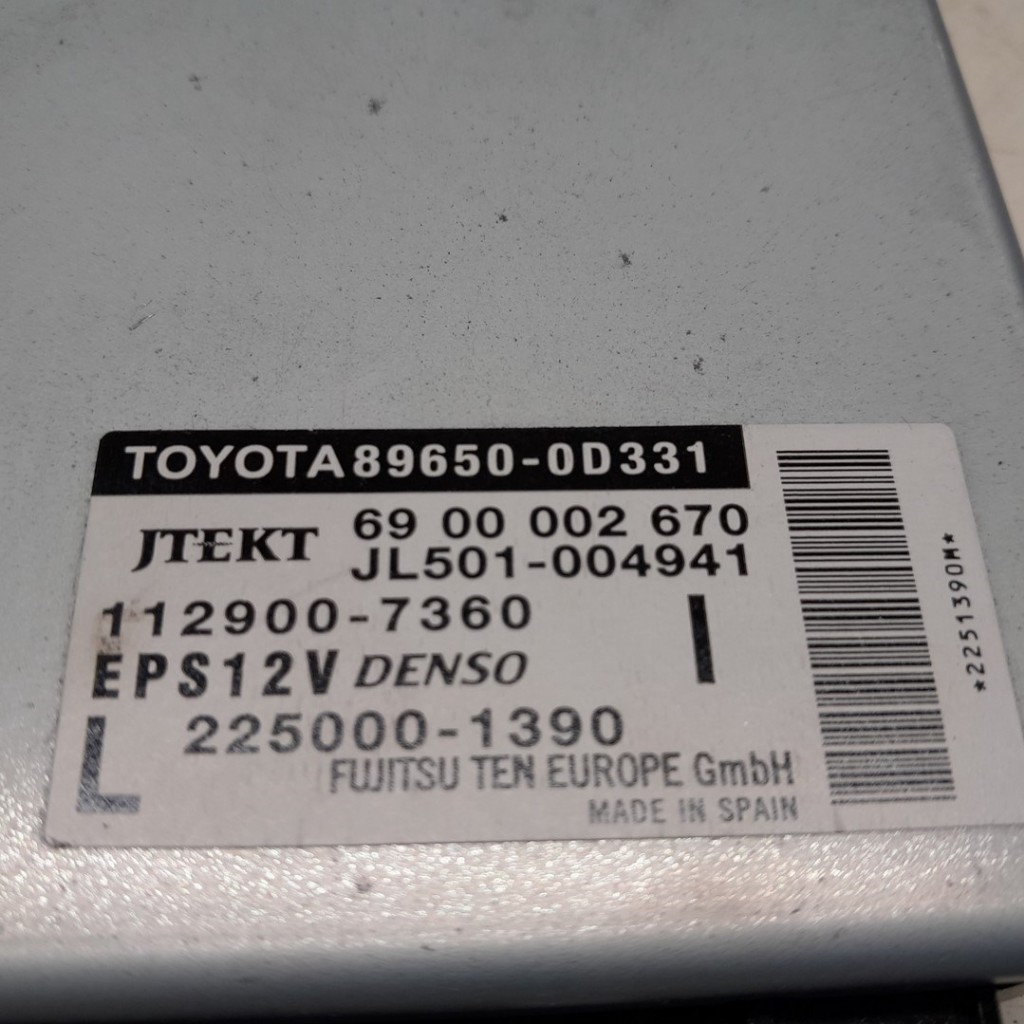 TOYOTA 89650-0D331
JTEKT 69 00 002 670
JL501-004941
112900-7360
EPS12V DENSO I
L 225000-1390
FUJITSU TEN EUROPE GmbH
MADE IN SPAIN
*2251390M*